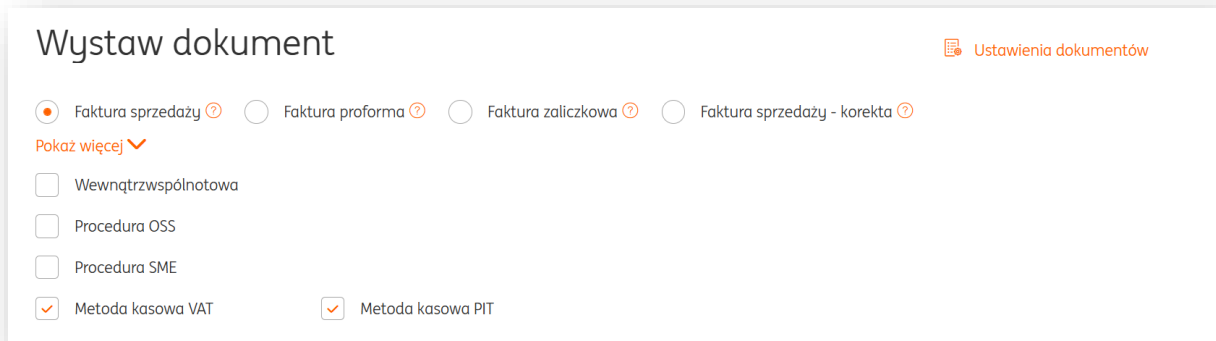 Wystaw dokument
Ustawienia dokumentów
Faktura sprzedaży ? Faktura proforma ? Faktura zaliczkowa ? Faktura sprzedaży - korekta ?
Pokaż więcej
Wewnątrzwspólnotowa
Procedura OSS
Procedura SME
Metoda kasowa VAT Metoda kasowa PIT